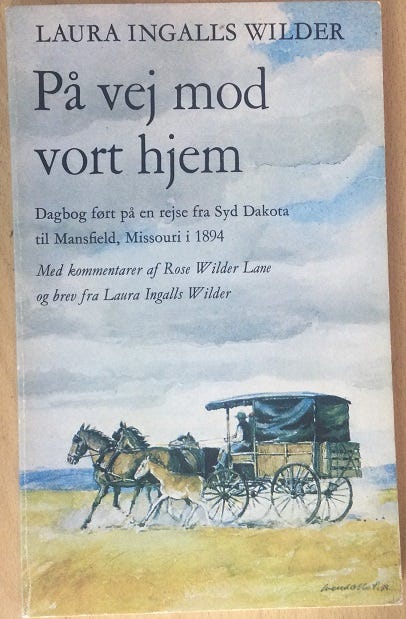 LAURA INGALLS WILDER
På vej mod
vort hjem
Dagbog ført på en rejse fra Syd Dakota
til Mansfield, Missouri i 1894
Med kommentarer af Rose Wilder Lane
og brev fra Laura Ingalls Wilder